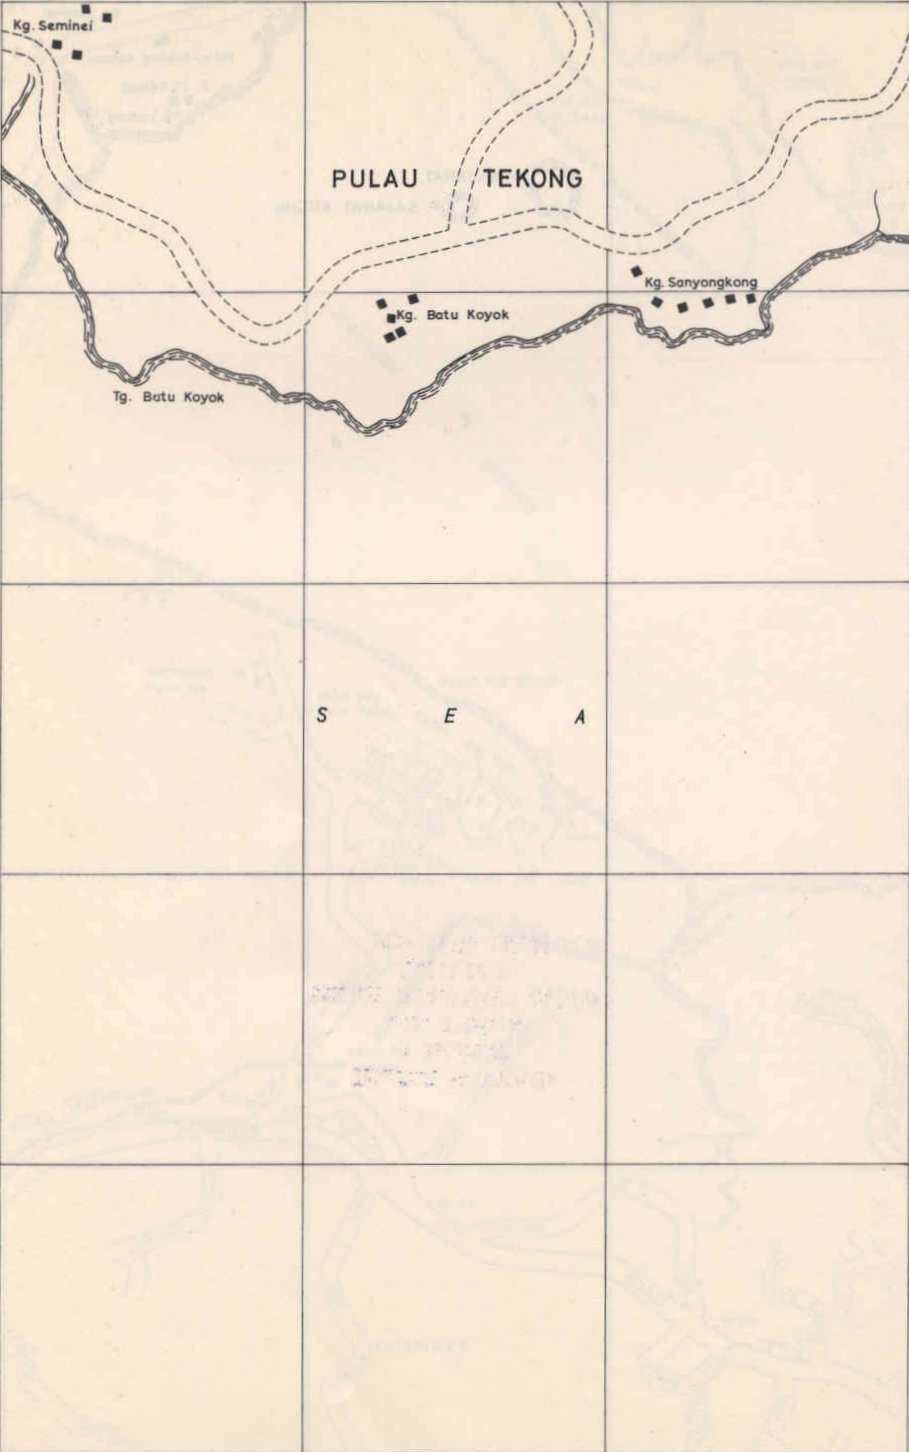 Kg. Seminei
PULAU TEKONG
Kg. Sanyongkong
Kg. Batu Koyok
Tg. Batu Koyok
S E A